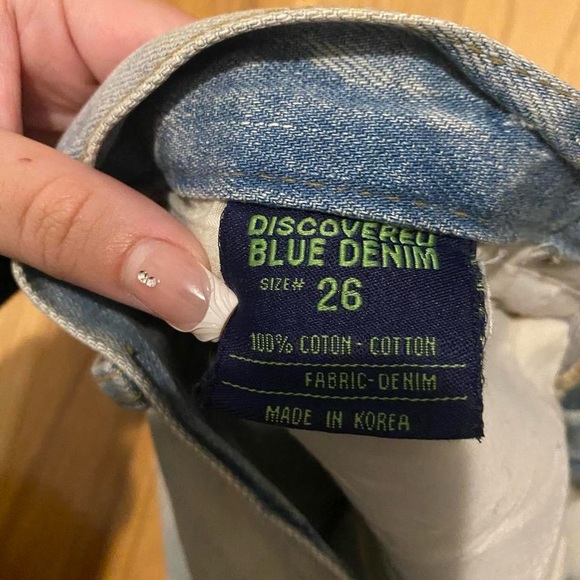 DISCOVERED
BLUE DENIM
SIZE# 26
100% COTON - COTTON
FABRIC-DENIM
MADE IN KOREA